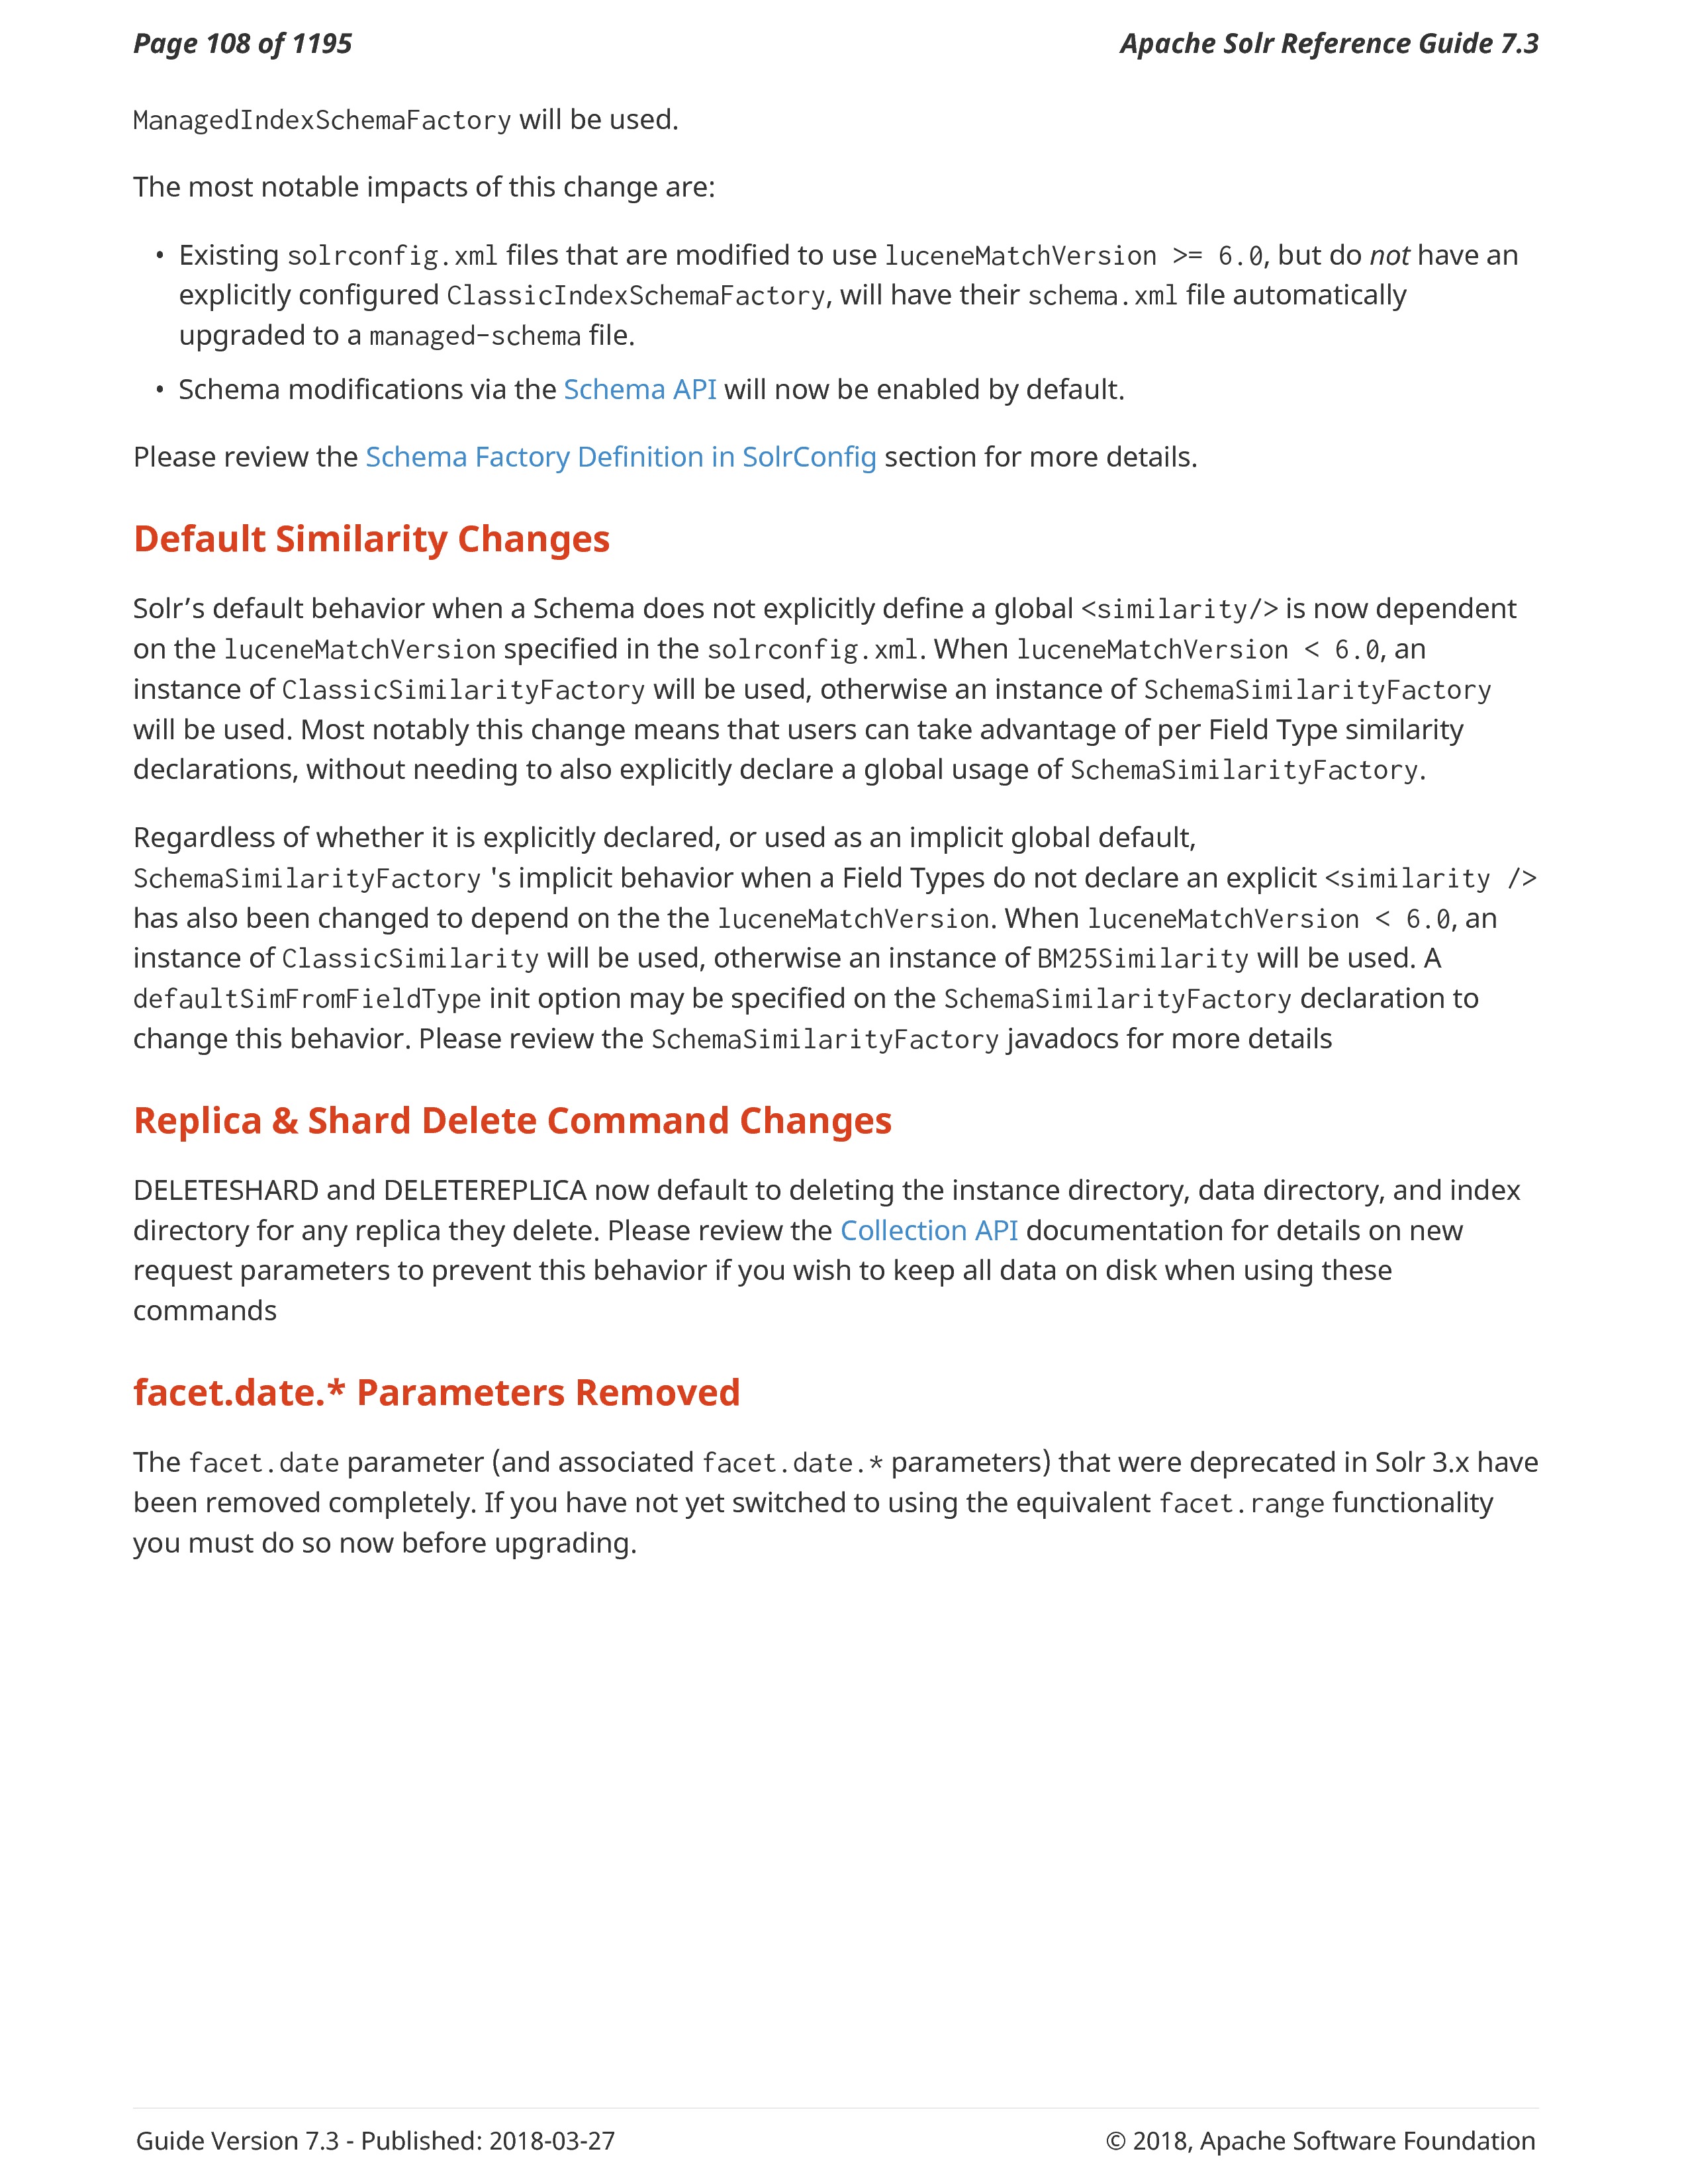 Page 108 of 1195
Apache Solr Reference Guide 7.3
ManagedIndexSchemaFactory will be used.
The most notable impacts of this change are:
• Existing solrconfig.xml files that are modified to use luceneMatchVersion >= 6.0, but do not have an
explicitly configured ClassicIndexSchemaFactory, will have their schema.xml file automatically
upgraded to a managed-schema file.
• Schema modifications via the Schema API will now be enabled by default.
Please review the Schema Factory Definition in SolrConfig section for more details.
Default Similarity Changes
Solr’s default behavior when a Schema does not explicitly define a global <similarity/> is now dependent
on the luceneMatchVersion specified in the solrconfig.xml. When luceneMatchVersion < 6.0, an
instance of ClassicSimilarityFactory will be used, otherwise an instance of SchemaSimilarityFactory
will be used. Most notably this change means that users can take advantage of per Field Type similarity
declarations, without needing to also explicitly declare a global usage of SchemaSimilarityFactory.
Regardless of whether it is explicitly declared, or used as an implicit global default,
SchemaSimilarityFactory 's implicit behavior when a Field Types do not declare an explicit <similarity />
has also been changed to depend on the the luceneMatchVersion. When luceneMatchVersion < 6.0, an
instance of ClassicSimilarity will be used, otherwise an instance of BM25Similarity will be used. A
defaultSimFromFieldType init option may be specified on the SchemaSimilarityFactory declaration to
change this behavior. Please review the SchemaSimilarityFactory javadocs for more details
Replica & Shard Delete Command Changes
DELETESHARD and DELETEREPLICA now default to deleting the instance directory, data directory, and index
directory for any replica they delete. Please review the Collection API documentation for details on new
request parameters to prevent this behavior if you wish to keep all data on disk when using these
commands
facet.date.* Parameters Removed
The facet.date parameter (and associated facet.date.* parameters) that were deprecated in Solr 3.x have
been removed completely. If you have not yet switched to using the equivalent facet.range functionality
you must do so now before upgrading.
Guide Version 7.3 - Published: 2018-03-27
© 2018, Apache Software Foundation